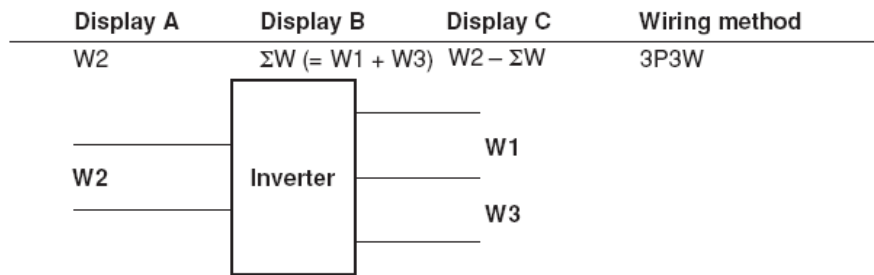 Display A Display B Display C Wiring method
W2 ΣW (= W1 + W3) W2 – ΣW 3P3W
W1
W2 Inverter
W3